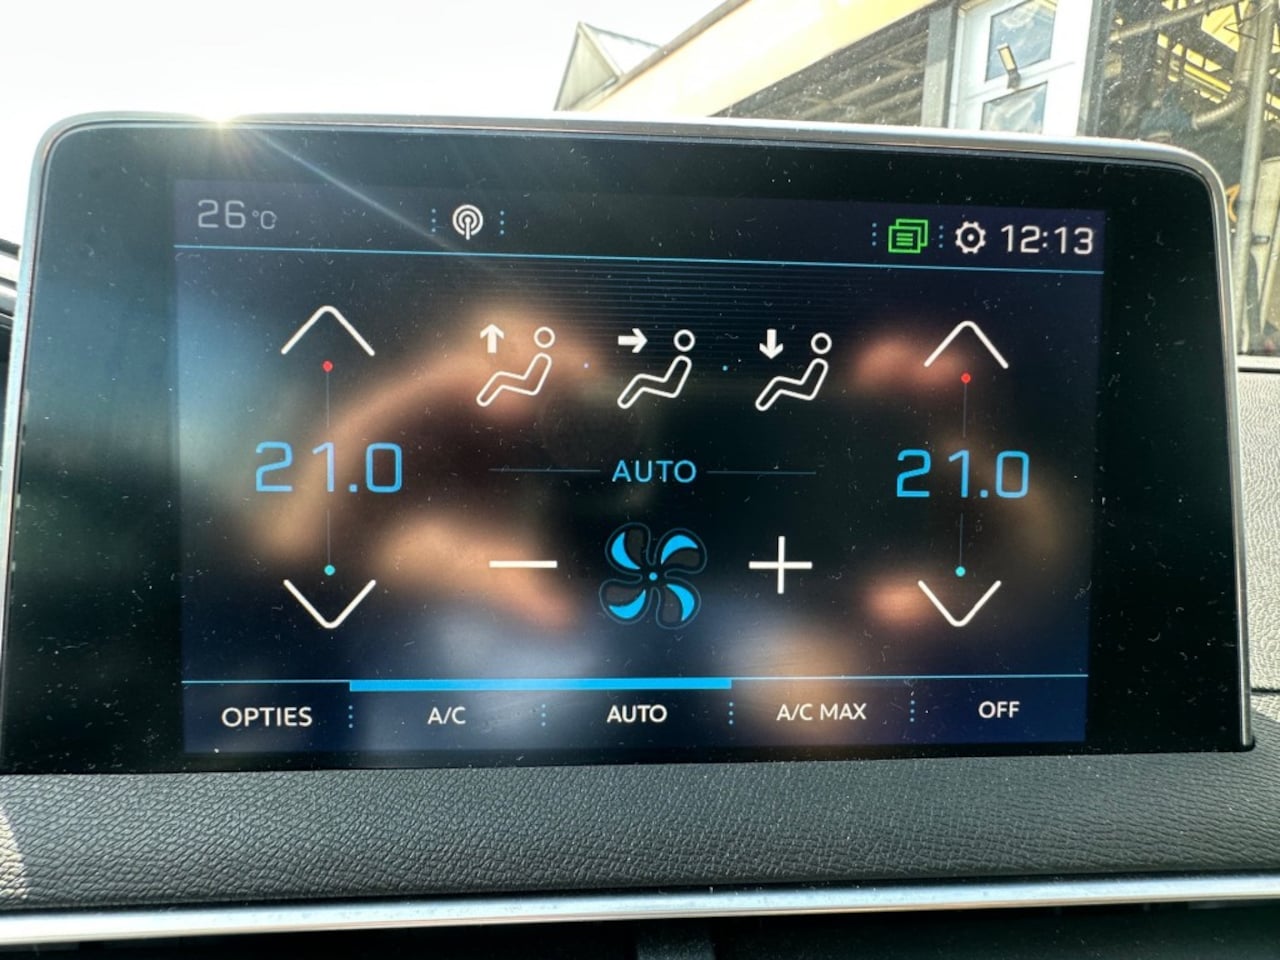 26°C 12:13
21.0 AUTO 21.0
OPTIES A/C AUTO A/C MAX OFF